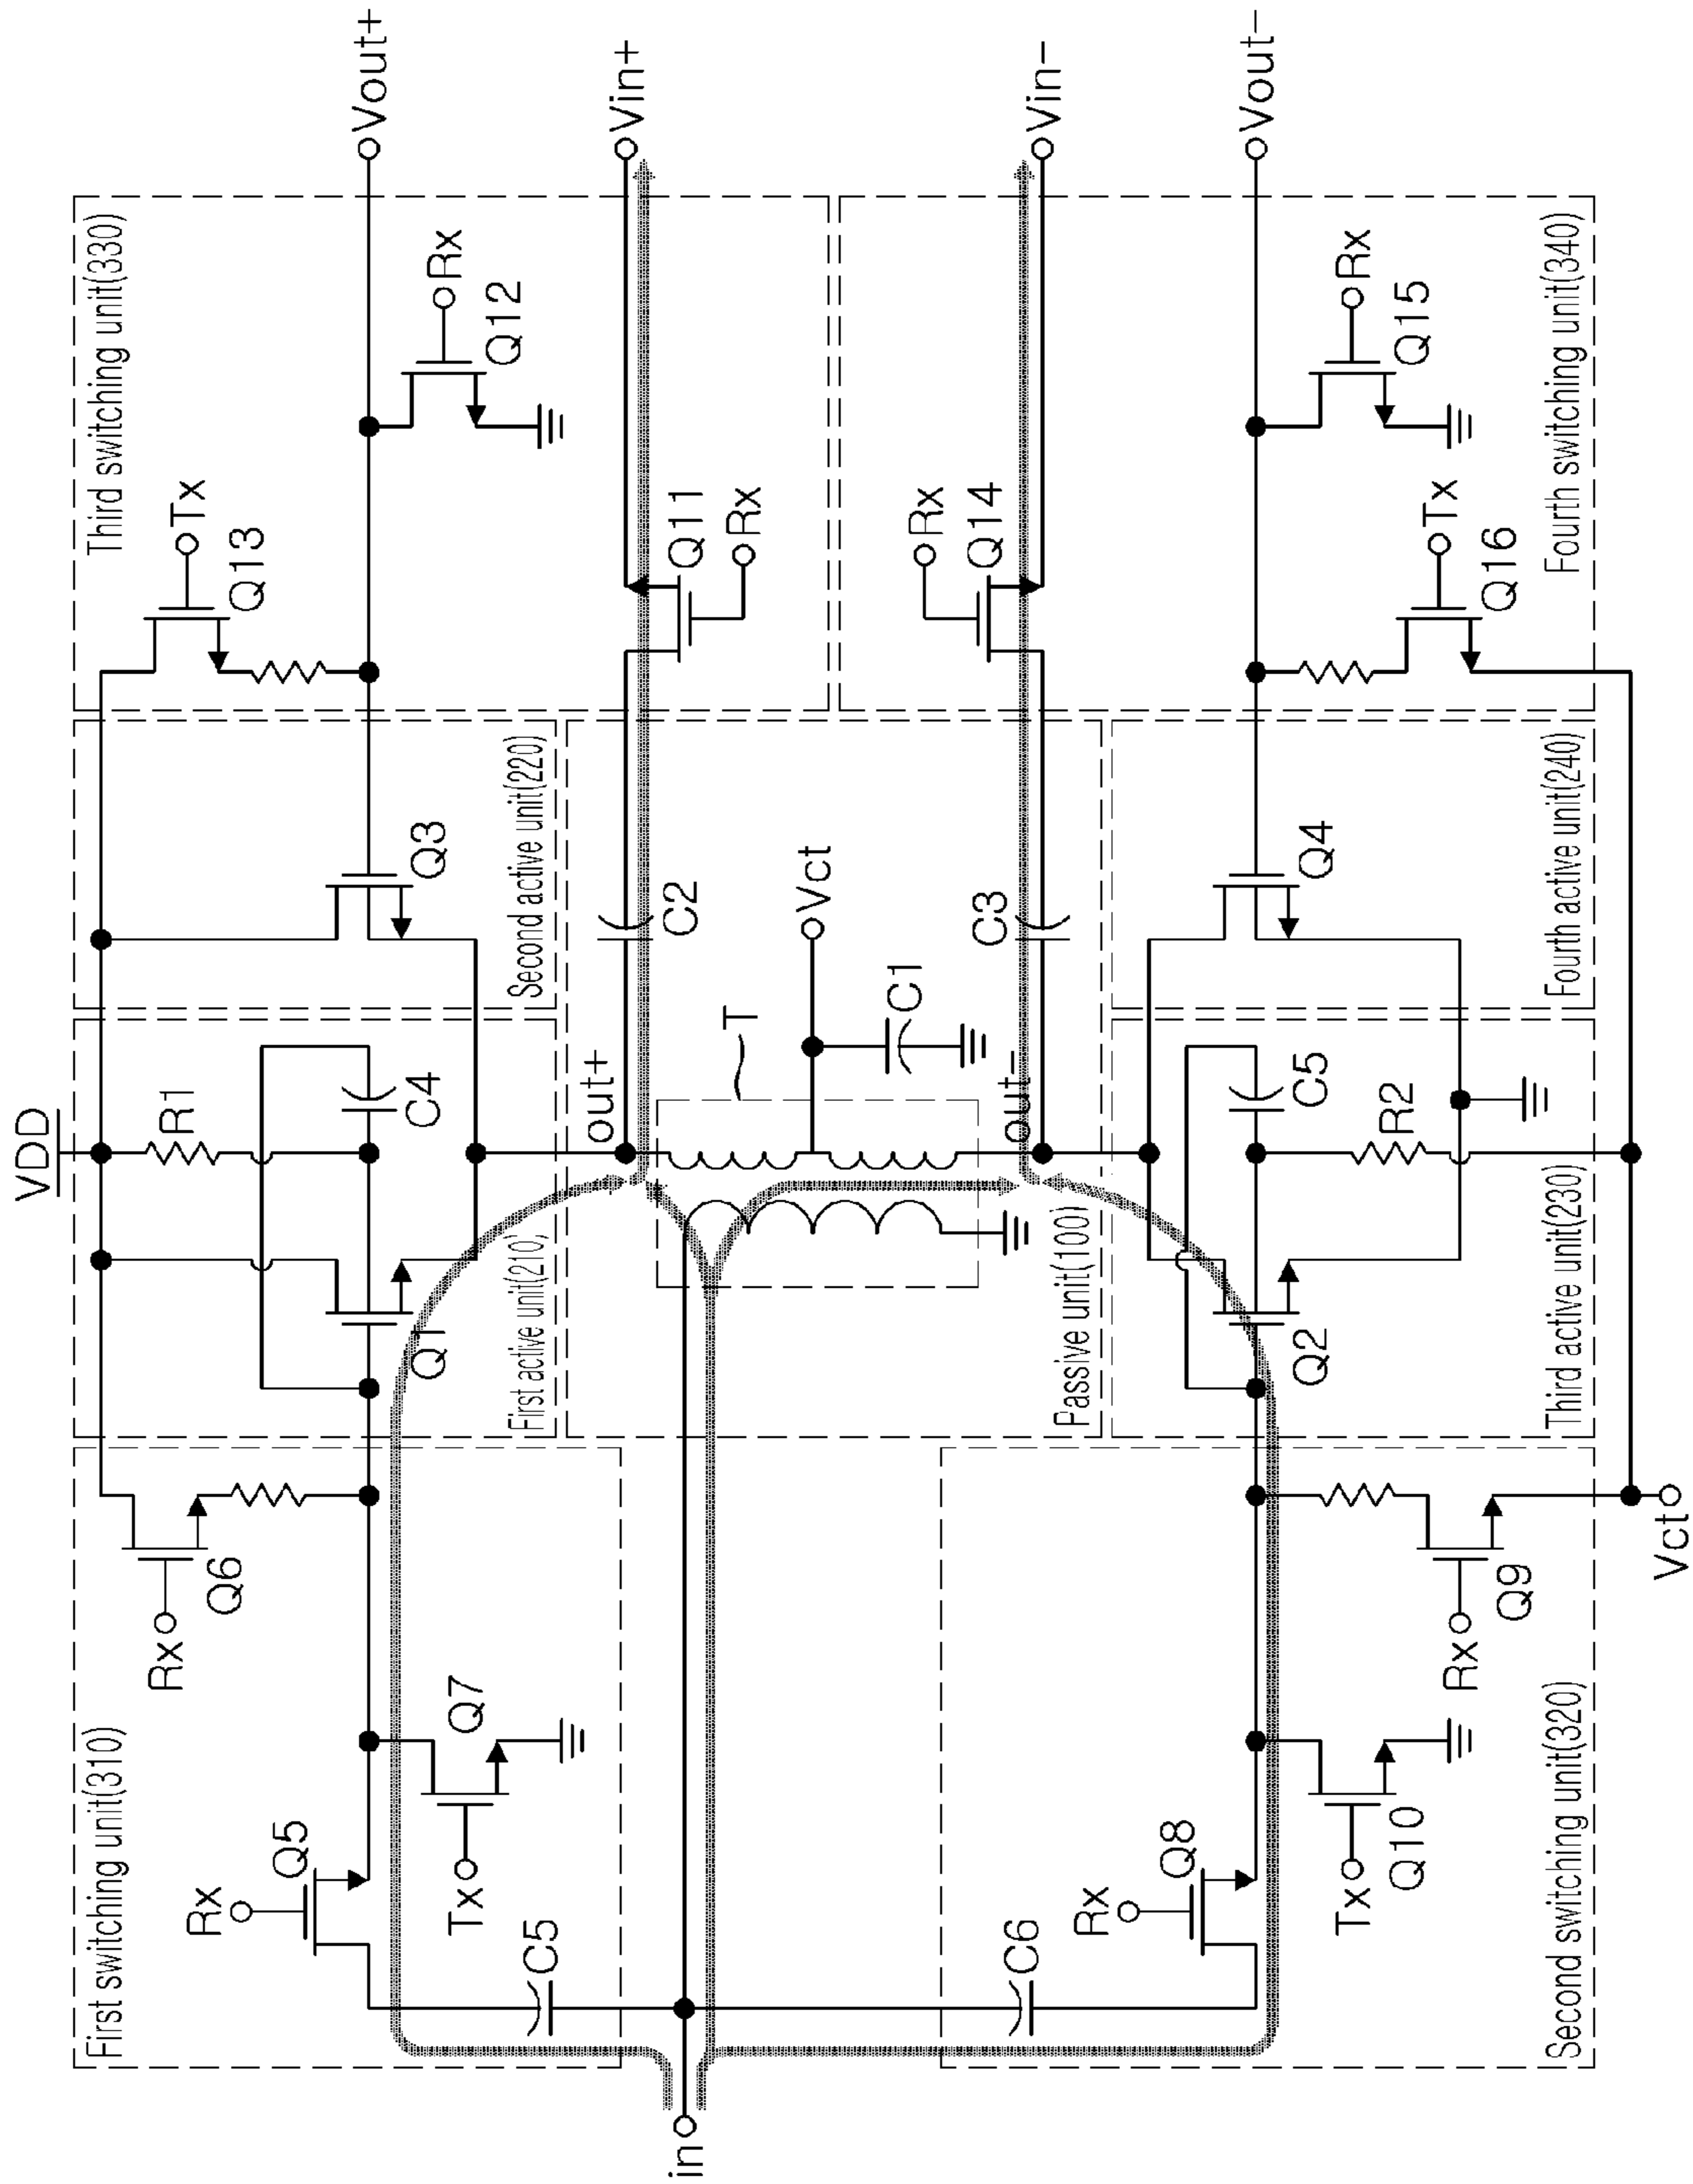 VDD
Vout+
Vin+
Vin-
Vout-
Third switching unit(330)
Tx
Q13
Rx
Q12
Q11
Rx
Rx
Q14
Rx
Q15
Tx
Q16
Fourth switching unit(340)
Q3
Second active unit(220)
C2
Vct
C1
C3
Q4
Fourth active unit(240)
R1
C4
Q1
First active unit(210)
out+
T
out-
Passive unit(100)
C5
R2
Q2
Third active unit(230)
Rx
Q6
Q7
Tx
Q5
Rx
C5
First switching unit(310)
in
C6
Rx
Q8
Tx
Q10
Rx
Q9
Vct
Second switching unit(320)